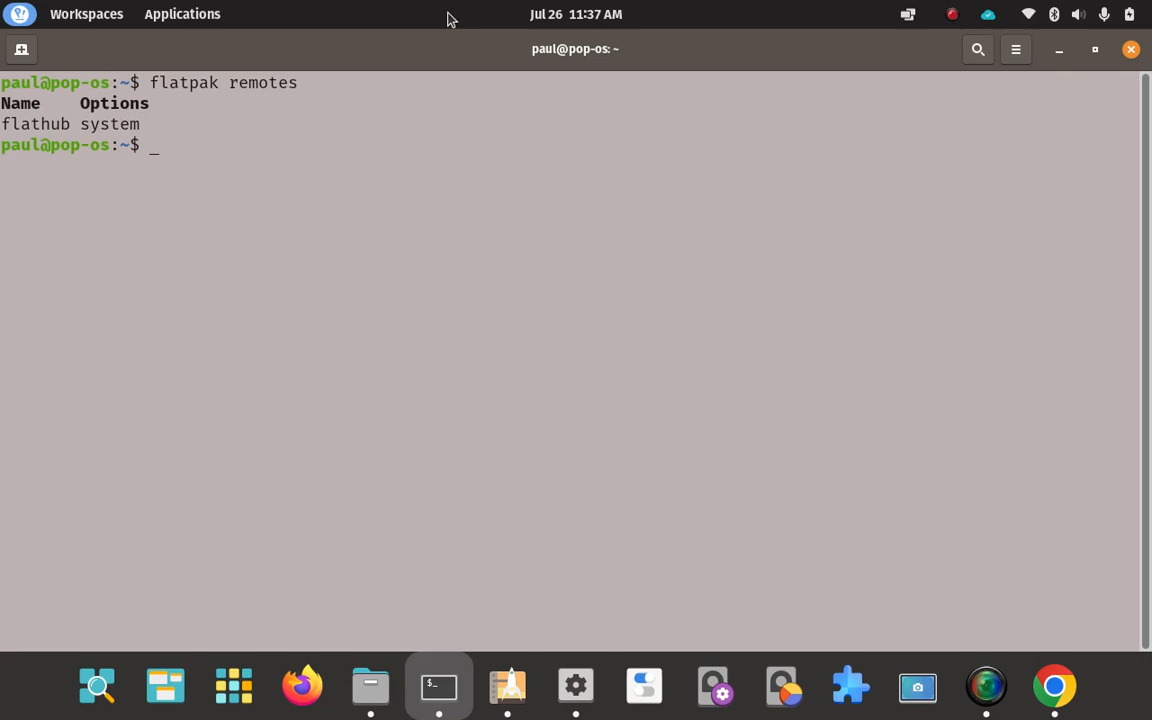 Workspaces Applications Jul 26 11:37 AM
paul@pop-os: ~
paul@pop-os:~$ flatpak remotes
Name Options
flathub system
paul@pop-os:~$ _
$_